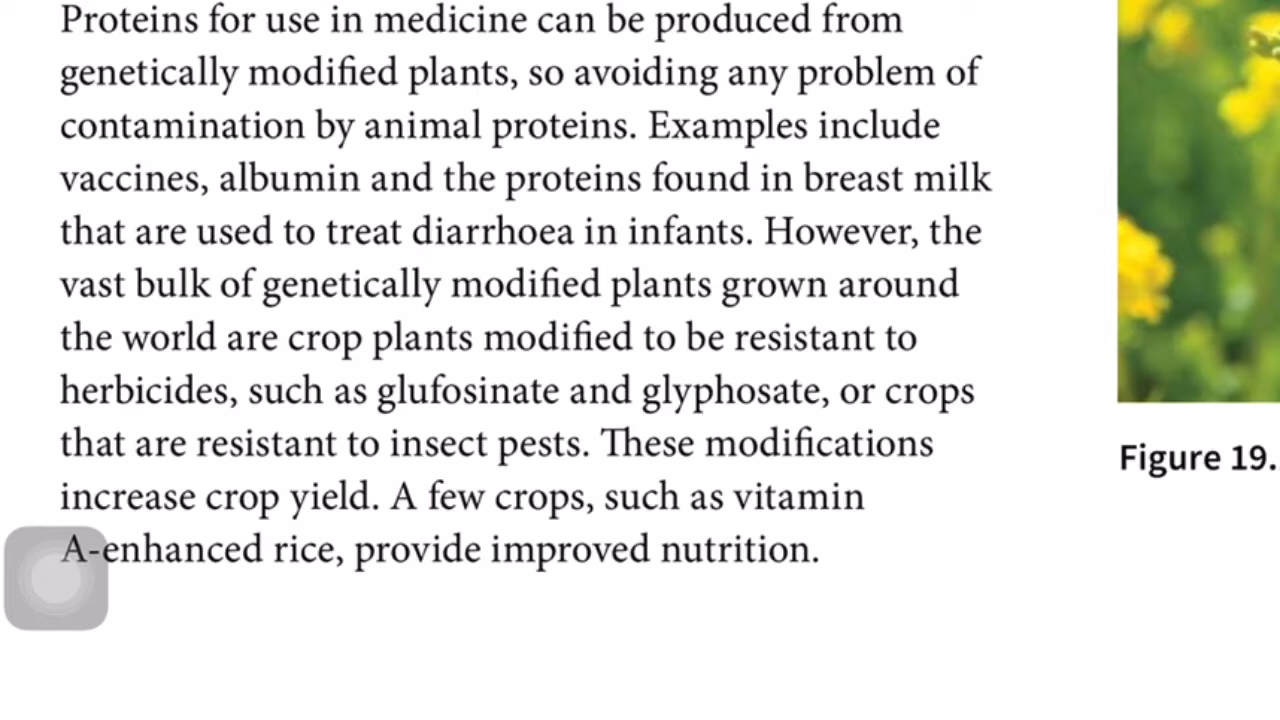 Proteins for use in medicine can be produced from
genetically modified plants, so avoiding any problem of
contamination by animal proteins. Examples include
vaccines, albumin and the proteins found in breast milk
that are used to treat diarrhoea in infants. However, the
vast bulk of genetically modified plants grown around
the world are crop plants modified to be resistant to
herbicides, such as glufosinate and glyphosate, or crops
that are resistant to insect pests. These modifications
increase crop yield. A few crops, such as vitamin
A-enhanced rice, provide improved nutrition.
Figure 19.